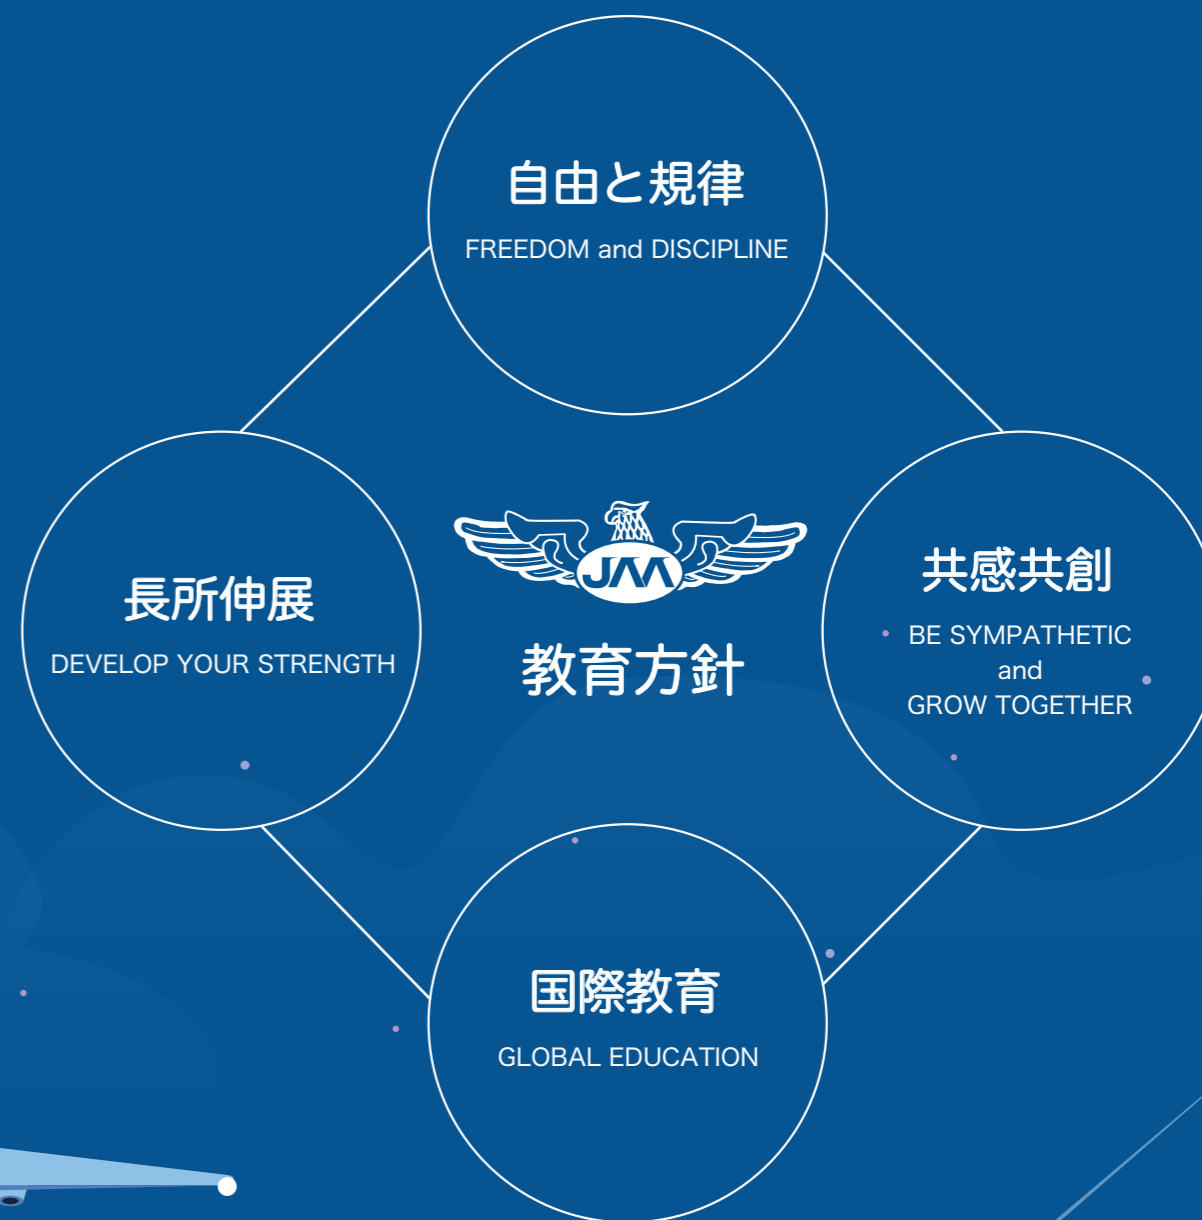 自由と規律
FREEDOM and DISCIPLINE
長所伸展
DEVELOP YOUR STRENGTH
JAA
教育方針
共感共創
BE SYMPATHETIC
and
GROW TOGETHER
国際教育
GLOBAL EDUCATION